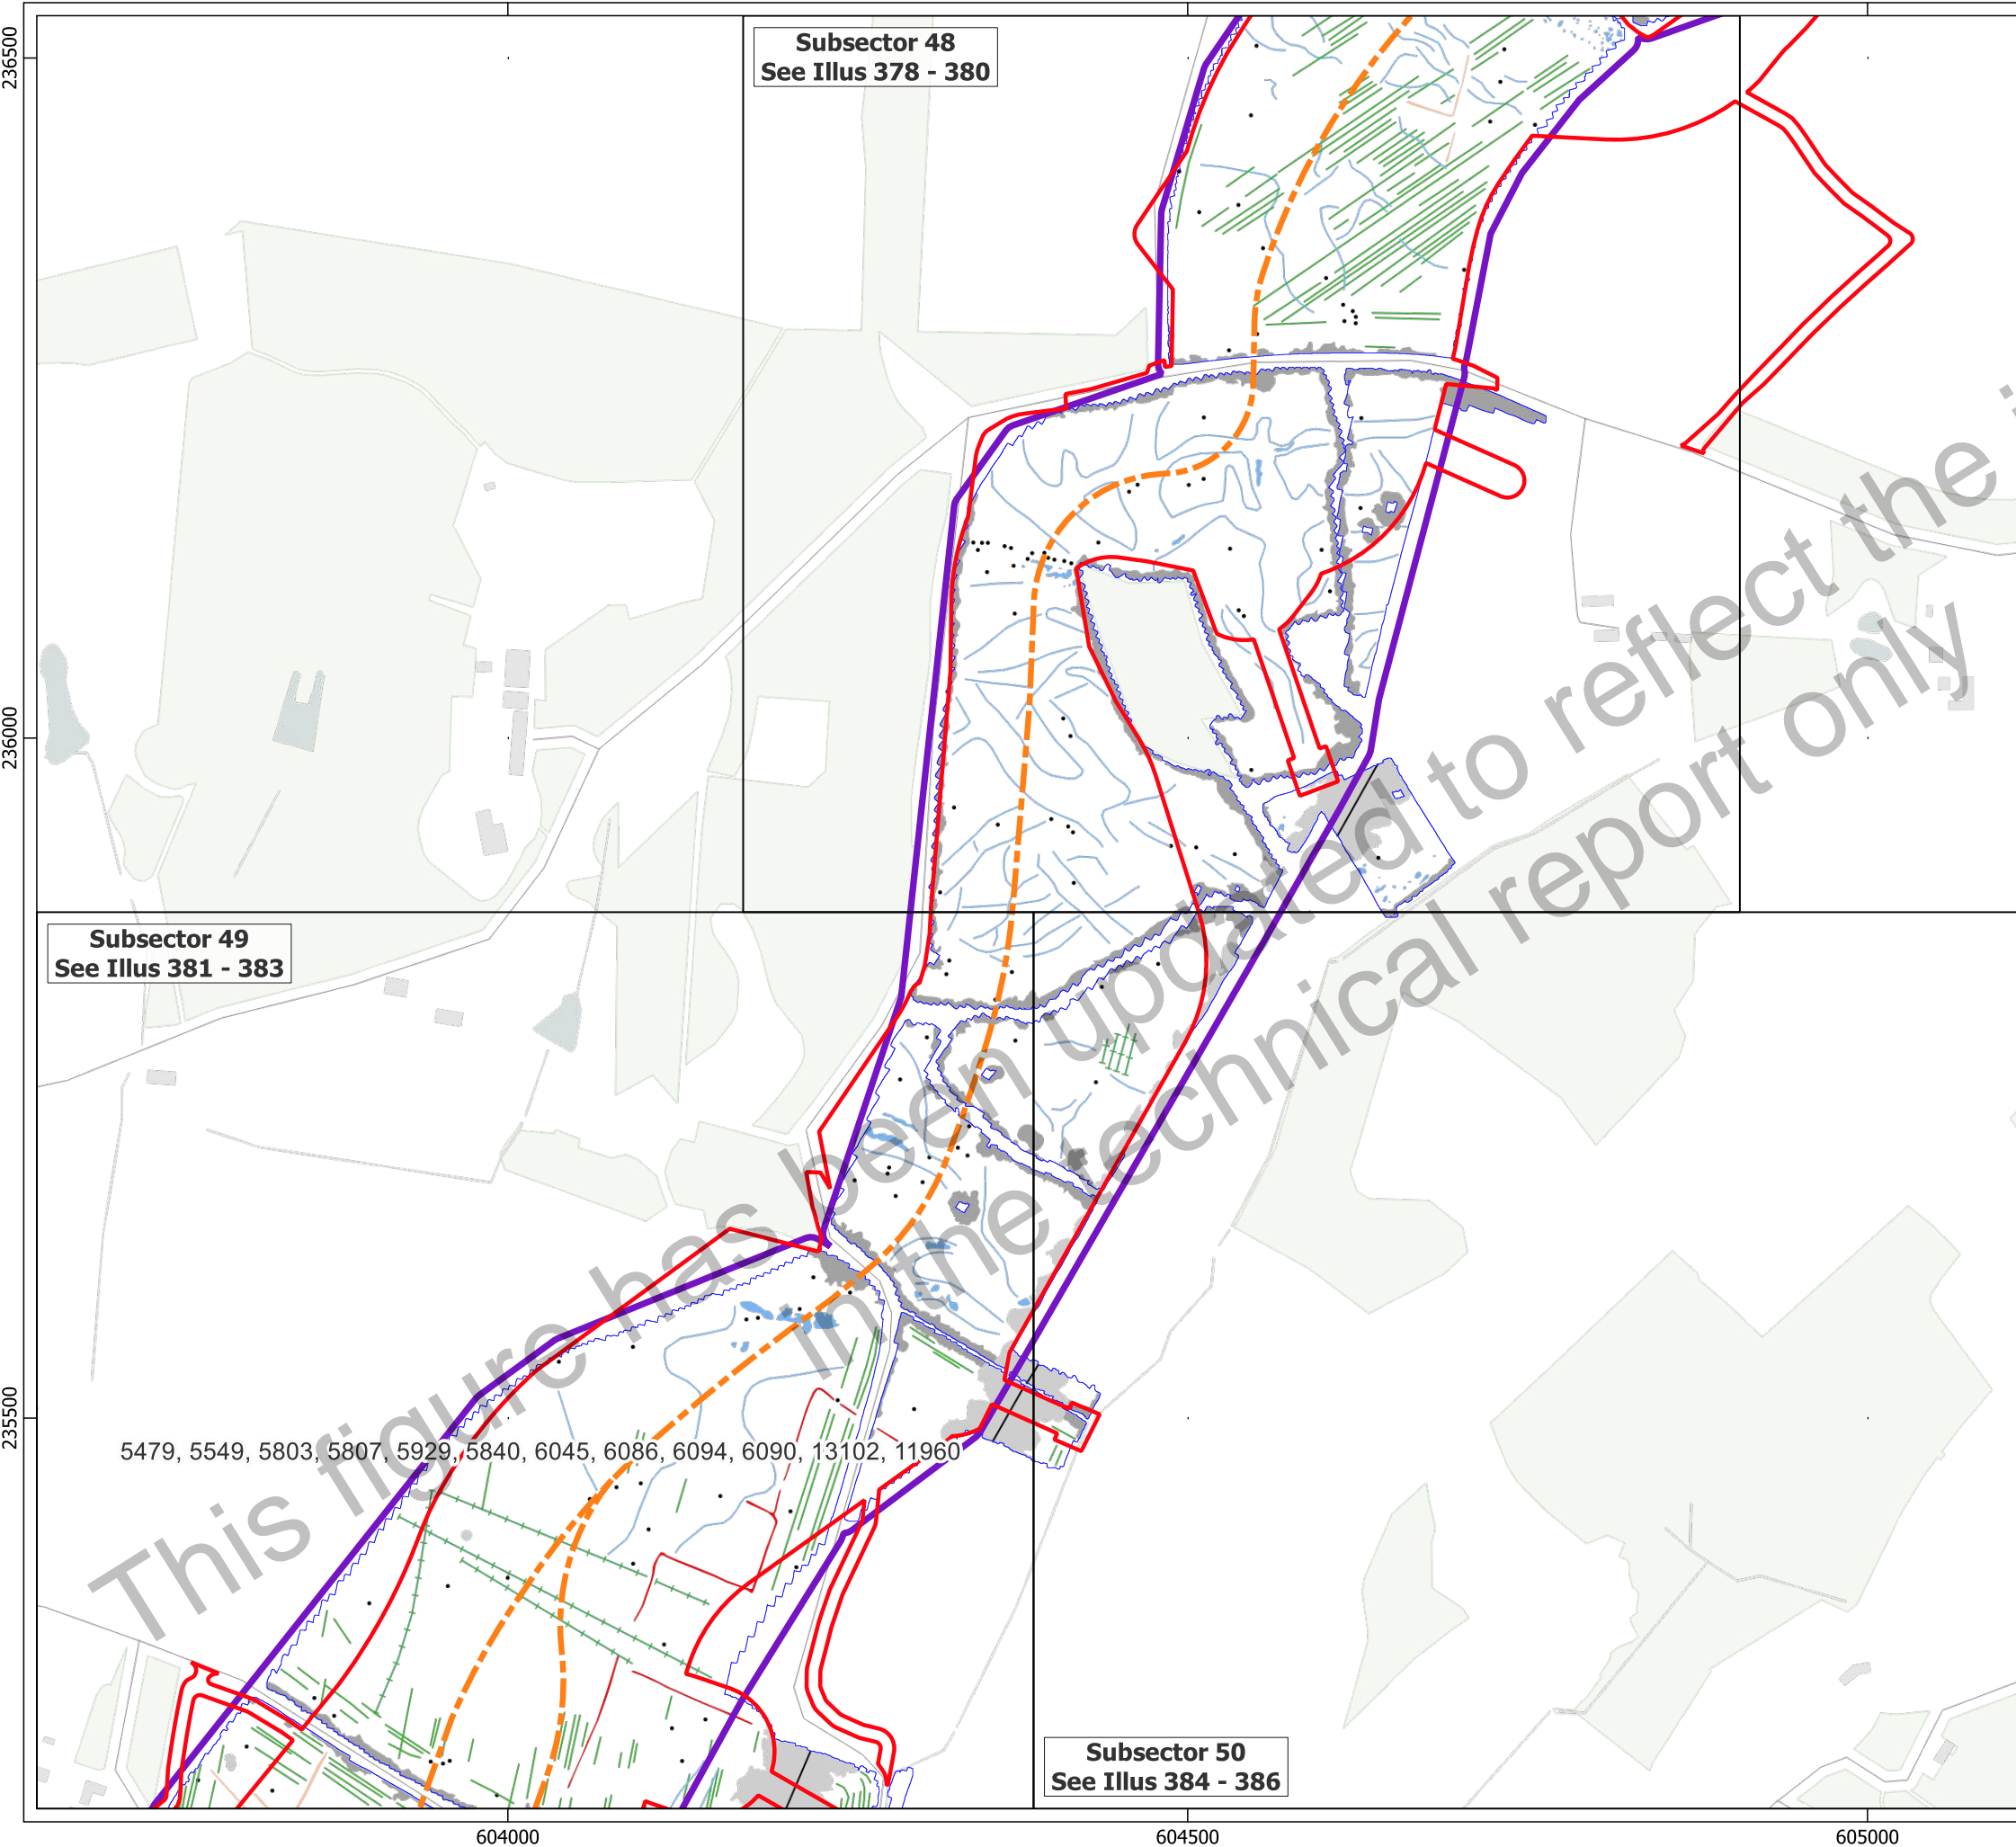 236500
Subsector 48
See Illus 378 - 380
236000
Subsector 49
See Illus 381 - 383
This figure has been updated to reflect the i
in the technical report only
235500
5479, 5549, 5803, 5807, 5929, 5840, 6045, 6086, 6094, 6090, 13102, 11960
Subsector 50
See Illus 384 - 386
604000
604500
605000